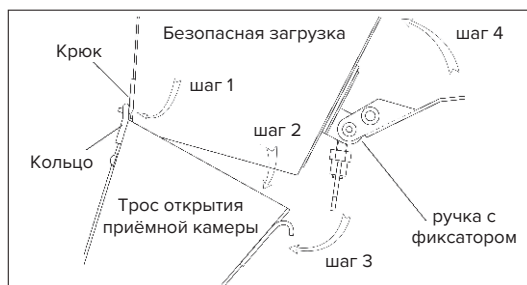 Безопасная загрузка
шаг 4
Крюк
шаг 1
шаг 2
Кольцо
Трос открытия
приёмной камеры
ручка с
фиксатором
шаг 3